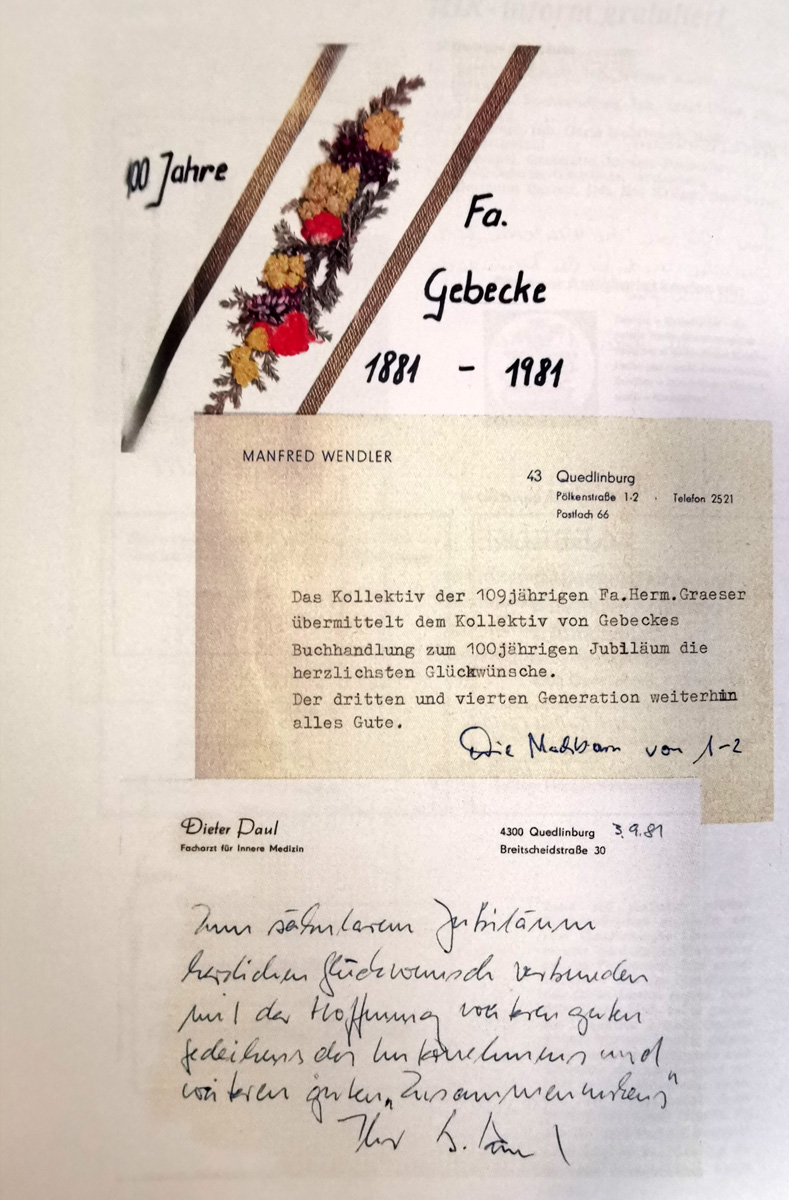 100 Jahre
Fa.
Gebecke
1881 - 1981
MANFRED WENDLER
43 Quedlinburg
Pölkenstraße 1-2 · Telefon 2521
Postfach 66
Das Kollektiv der 109jährigen Fa.Herm.Graeser
übermittelt dem Kollektiv von Gebeckes
Buchhandlung zum 100jährigen Jubiläum die
herzlichsten Glückwünsche.
Der dritten und vierten Generation weiterhin
alles Gute.
Die Nachbarn von 1-2
Dieter Paul
Facharzt für Innere Medizin
4300 Quedlinburg 3.9.81
Breitscheidstraße 30
Zum säkularem Jubiläum
herzlichen Glückwunsch verbunden
mit der Hoffnung weiteren guten
Gedeihens des Unternehmens und
weiteren guten „Zusammenwirkens"
Ihr D. Paul